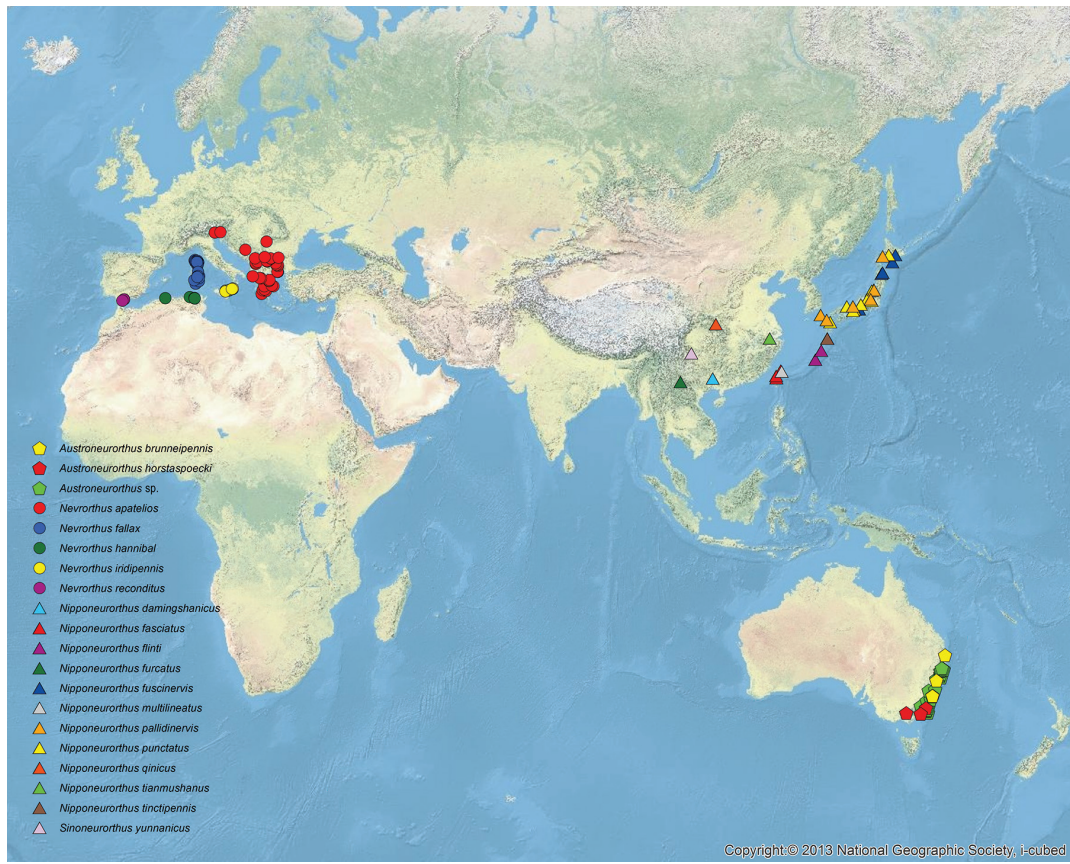 Austroneurorthus brunneipennis
Austroneurorthus horstaspoecki
Austroneurorthus sp.
Nevrorthus apatelios
Nevrorthus fallax
Nevrorthus hannibal
Nevrorthus iridipennis
Nevrorthus reconditus
Nipponeurorthus damingshanicus
Nipponeurorthus fasciatus
Nipponeurorthus flinti
Nipponeurorthus furcatus
Nipponeurorthus fuscinervis
Nipponeurorthus multilineatus
Nipponeurorthus pallidinervis
Nipponeurorthus punctatus
Nipponeurorthus qinicus
Nipponeurorthus tianmushanus
Nipponeurorthus tinctipennis
Sinoneurorthus yunnanicus
Copyright:© 2013 National Geographic Society, i-cubed